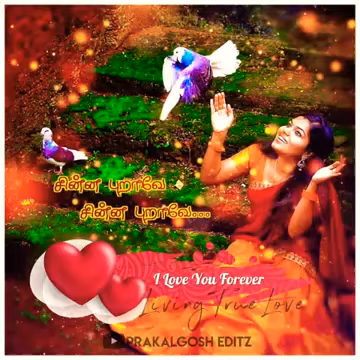 சின்ன புறாவே
சின்ன புறாவே...
I Love You Forever
Living True Love
PRAKALGOSH EDITZ